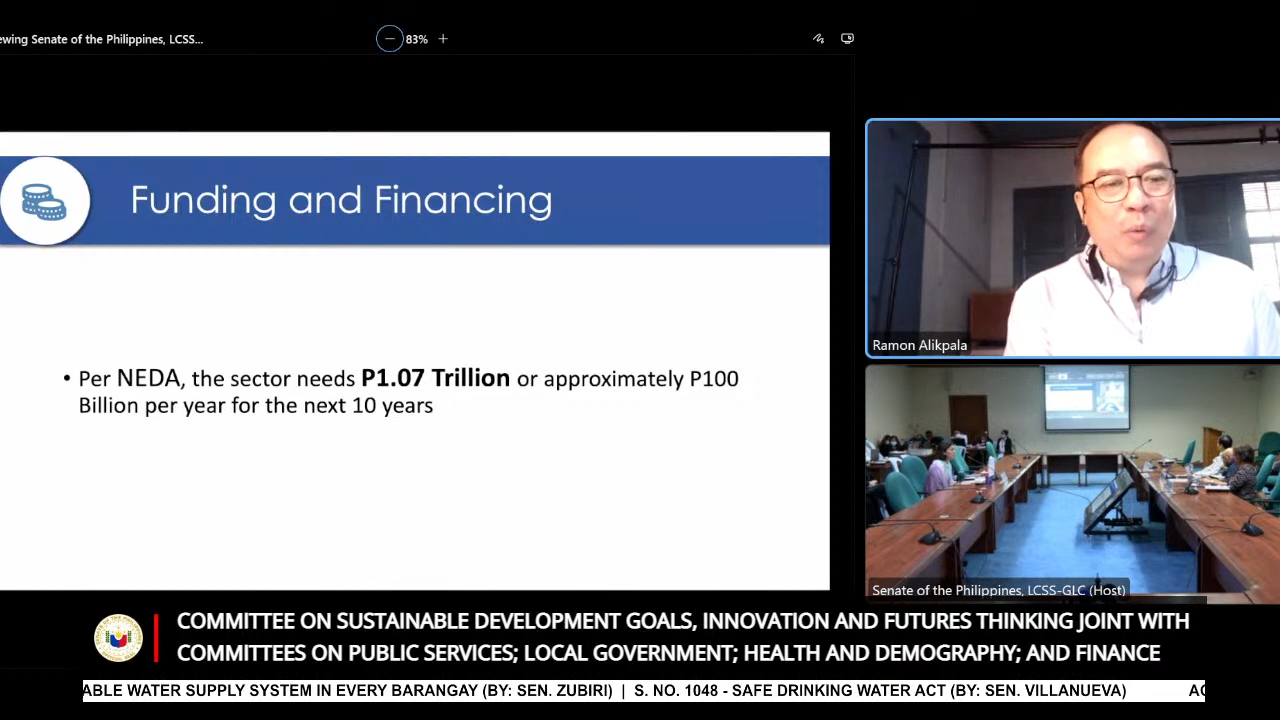 ewing Senate of the Philippines, LCSS...
83%
Funding and Financing
• Per NEDA, the sector needs P1.07 Trillion or approximately P100
Billion per year for the next 10 years
Ramon Alikpala
Senate of the Philippines, LCSS-GLC (Host)
COMMITTEE ON SUSTAINABLE DEVELOPMENT GOALS, INNOVATION AND FUTURES THINKING JOINT WITH
COMMITTEES ON PUBLIC SERVICES; LOCAL GOVERNMENT; HEALTH AND DEMOGRAPHY; AND FINANCE
ABLE WATER SUPPLY SYSTEM IN EVERY BARANGAY (BY: SEN. ZUBIRI) | S. NO. 1048 - SAFE DRINKING WATER ACT (BY: SEN. VILLANUEVA)